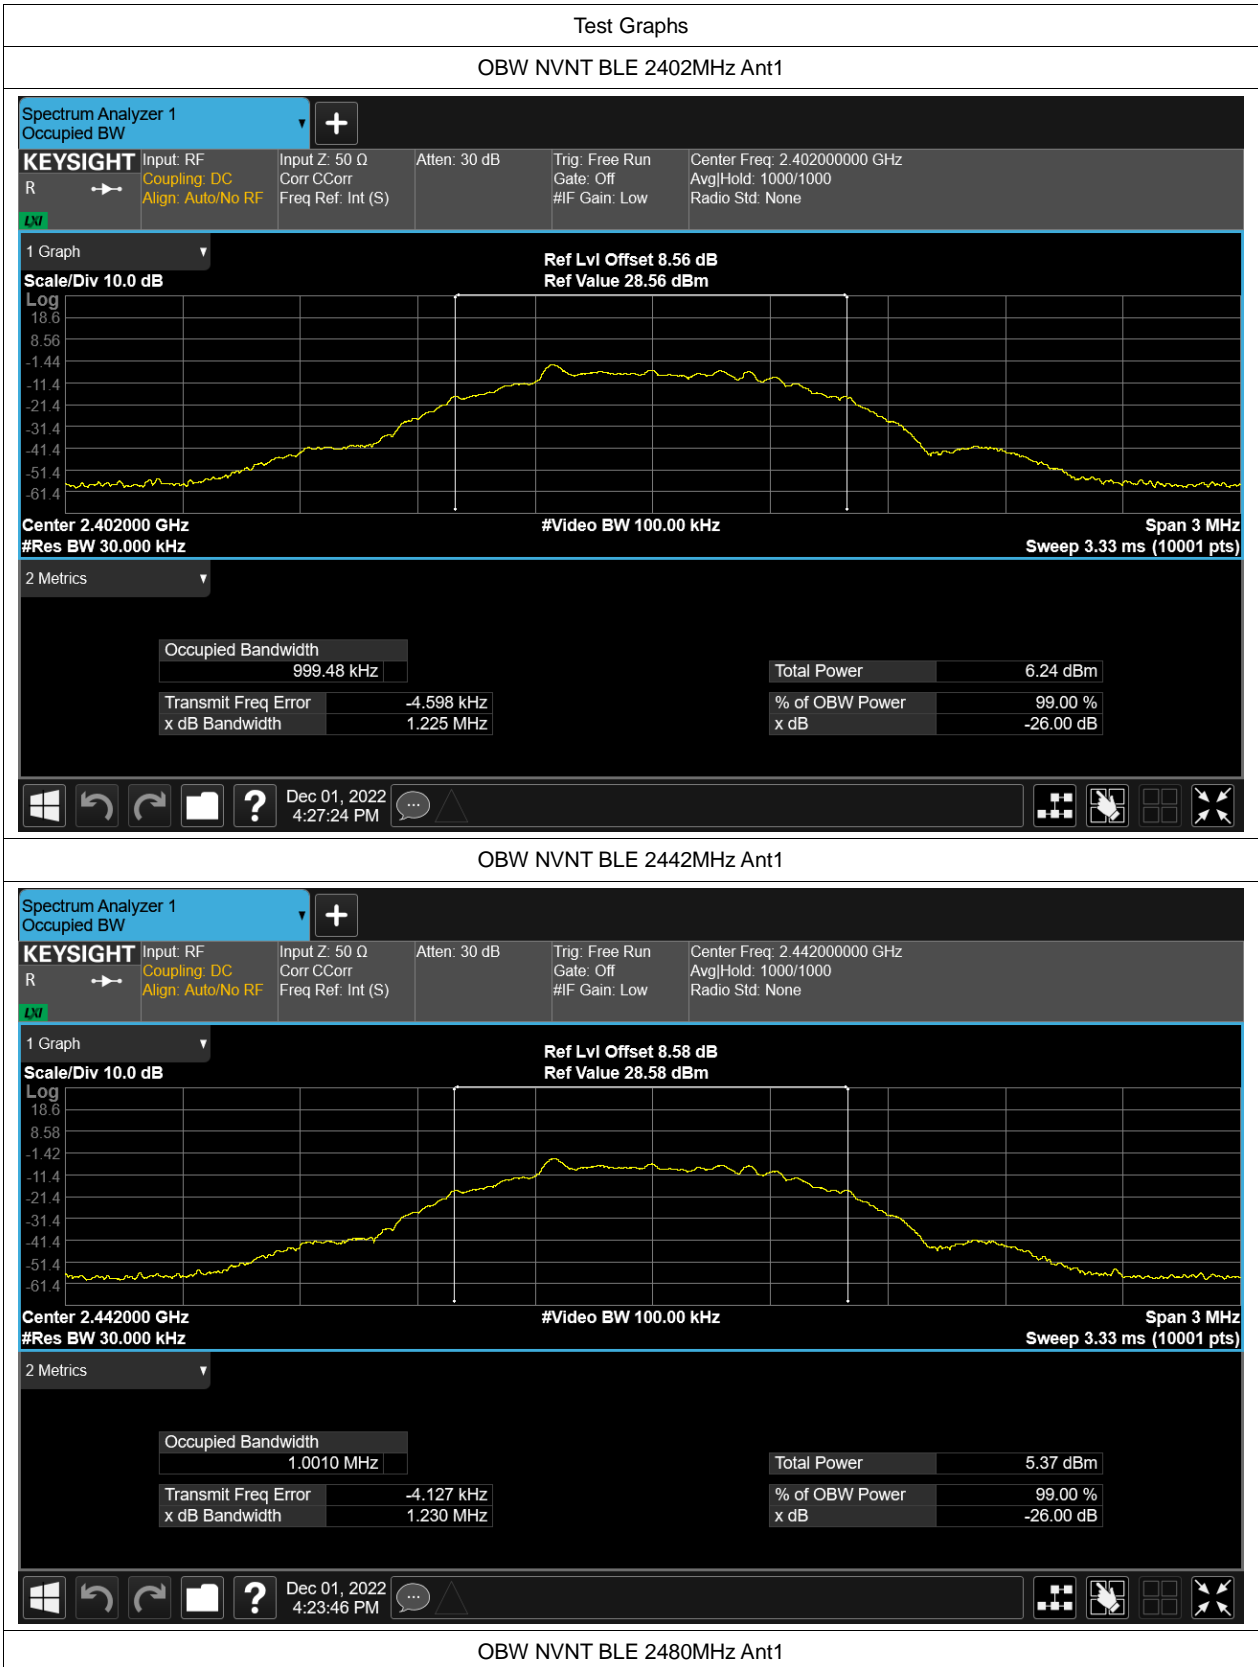 Test Graphs
OBW NVNT BLE 2402MHz Ant1
Spectrum Analyzer 1
Occupied BW
KEYSIGHT Input: RF Input Z: 50 Ω Atten: 30 dB Trig: Free Run Center Freq: 2.402000000 GHz
R Coupling: DC Corr CCorr Gate: Off Avg|Hold: 1000/1000
Align: Auto/No RF Freq Ref: Int (S) #IF Gain: Low Radio Std: None
LXI
1 Graph
Ref Lvl Offset 8.56 dB
Scale/Div 10.0 dB Ref Value 28.56 dBm
Log
18.6
8.56
-1.44
-11.4
-21.4
-31.4
-41.4
-51.4
-61.4
Center 2.402000 GHz #Video BW 100.00 kHz Span 3 MHz
#Res BW 30.000 kHz Sweep 3.33 ms (10001 pts)
2 Metrics
Occupied Bandwidth
999.48 kHz Total Power 6.24 dBm
Transmit Freq Error -4.598 kHz % of OBW Power 99.00 %
x dB Bandwidth 1.225 MHz x dB -26.00 dB
? Dec 01, 2022
4:27:24 PM
OBW NVNT BLE 2442MHz Ant1
Spectrum Analyzer 1
Occupied BW
KEYSIGHT Input: RF Input Z: 50 Ω Atten: 30 dB Trig: Free Run Center Freq: 2.442000000 GHz
R Coupling: DC Corr CCorr Gate: Off Avg|Hold: 1000/1000
Align: Auto/No RF Freq Ref: Int (S) #IF Gain: Low Radio Std: None
LXI
1 Graph
Ref Lvl Offset 8.58 dB
Scale/Div 10.0 dB Ref Value 28.58 dBm
Log
18.6
8.58
-1.42
-11.4
-21.4
-31.4
-41.4
-51.4
-61.4
Center 2.442000 GHz #Video BW 100.00 kHz Span 3 MHz
#Res BW 30.000 kHz Sweep 3.33 ms (10001 pts)
2 Metrics
Occupied Bandwidth
1.0010 MHz Total Power 5.37 dBm
Transmit Freq Error -4.127 kHz % of OBW Power 99.00 %
x dB Bandwidth 1.230 MHz x dB -26.00 dB
? Dec 01, 2022
4:23:46 PM
OBW NVNT BLE 2480MHz Ant1